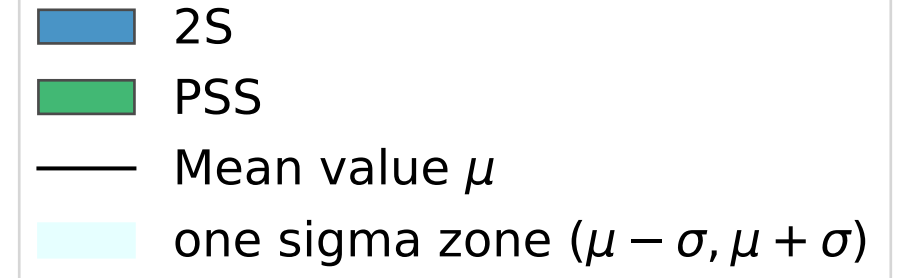 2S
PSS
Mean value μ
one sigma zone (μ − σ, μ + σ)